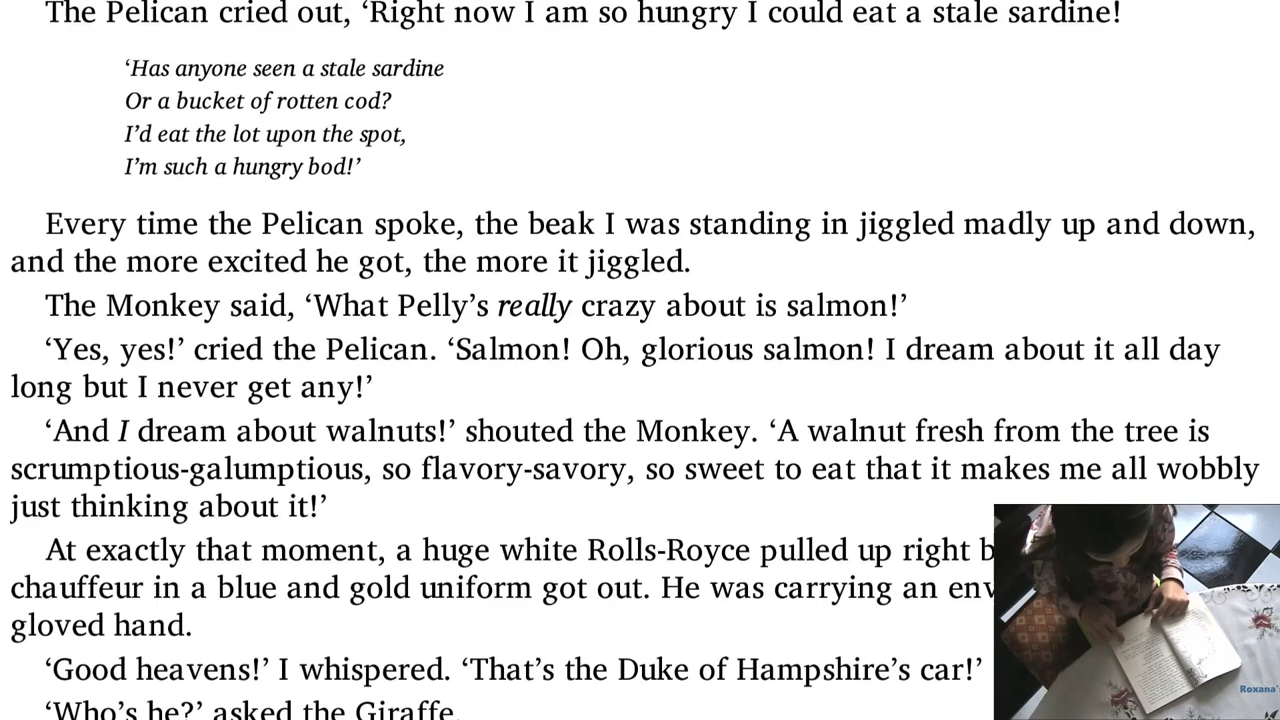 The Pelican cried out, ‘Right now I am so hungry I could eat a stale sardine!
‘Has anyone seen a stale sardine
Or a bucket of rotten cod?
I’d eat the lot upon the spot,
I’m such a hungry bod!’
Every time the Pelican spoke, the beak I was standing in jiggled madly up and down,
and the more excited he got, the more it jiggled.
The Monkey said, ‘What Pelly’s really crazy about is salmon!’
‘Yes, yes!’ cried the Pelican. ‘Salmon! Oh, glorious salmon! I dream about it all day
long but I never get any!’
‘And I dream about walnuts!’ shouted the Monkey. ‘A walnut fresh from the tree is
scrumptious-galumptious, so flavory-savory, so sweet to eat that it makes me all wobbly
just thinking about it!’
At exactly that moment, a huge white Rolls-Royce pulled up right
chauffeur in a blue and gold uniform got out. He was carrying an
gloved hand.
‘Good heavens!’ I whispered. ‘That’s the Duke of Hampshire’s car!’
‘Who’s he?’ asked the Giraffe.
Roxana's